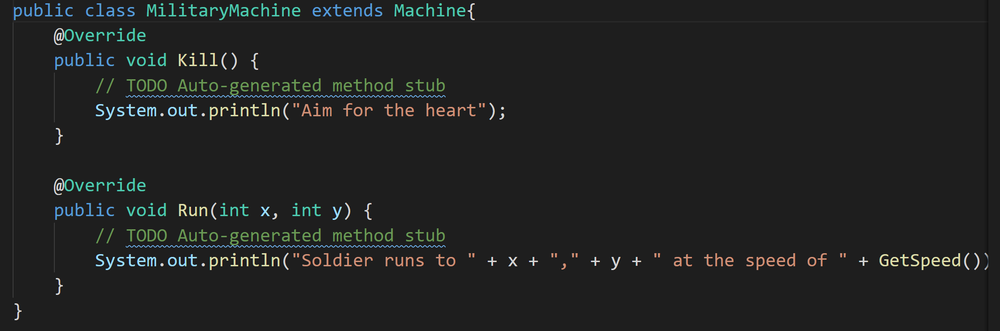 public class MilitaryMachine extends Machine{
    @Override
    public void Kill() {
        // TODO Auto-generated method stub
        System.out.println("Aim for the heart");
    }

    @Override
    public void Run(int x, int y) {
        // TODO Auto-generated method stub
        System.out.println("Soldier runs to " + x + "," + y + " at the speed of " + GetSpeed())
    }
}